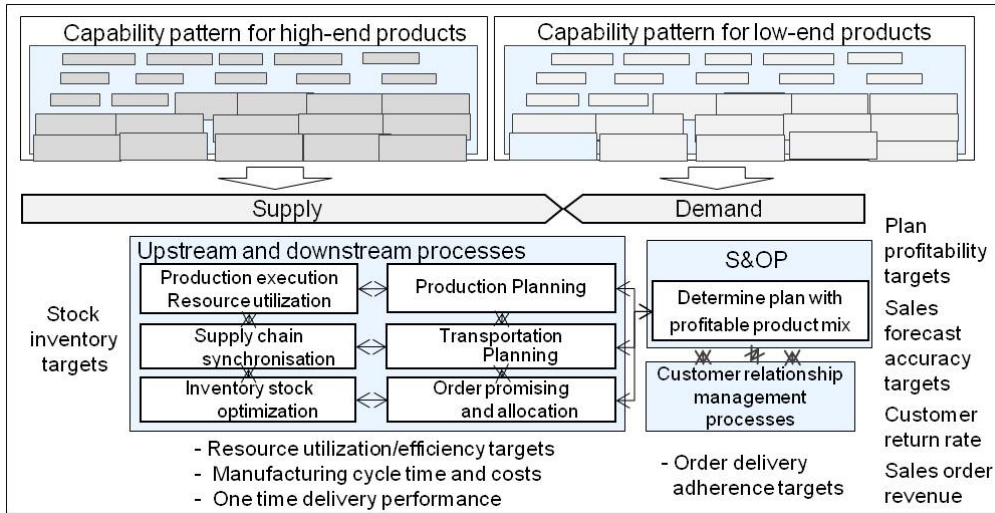 Capability pattern for high-end products
Capability pattern for low-end products
Supply
Demand
Upstream and downstream processes
Production execution
Resource utilization
Production Planning
Supply chain
synchronisation
Transportation
Planning
Inventory stock
optimization
Order promising
and allocation
Stock
inventory
targets
S&OP
Determine plan with
profitable product mix
Customer relationship
management
processes
Plan
profitability
targets
Sales
forecast
accuracy
targets
Customer
return rate
Sales order
revenue
- Resource utilization/efficiency targets
- Manufacturing cycle time and costs
- One time delivery performance
- Order delivery
adherence targets